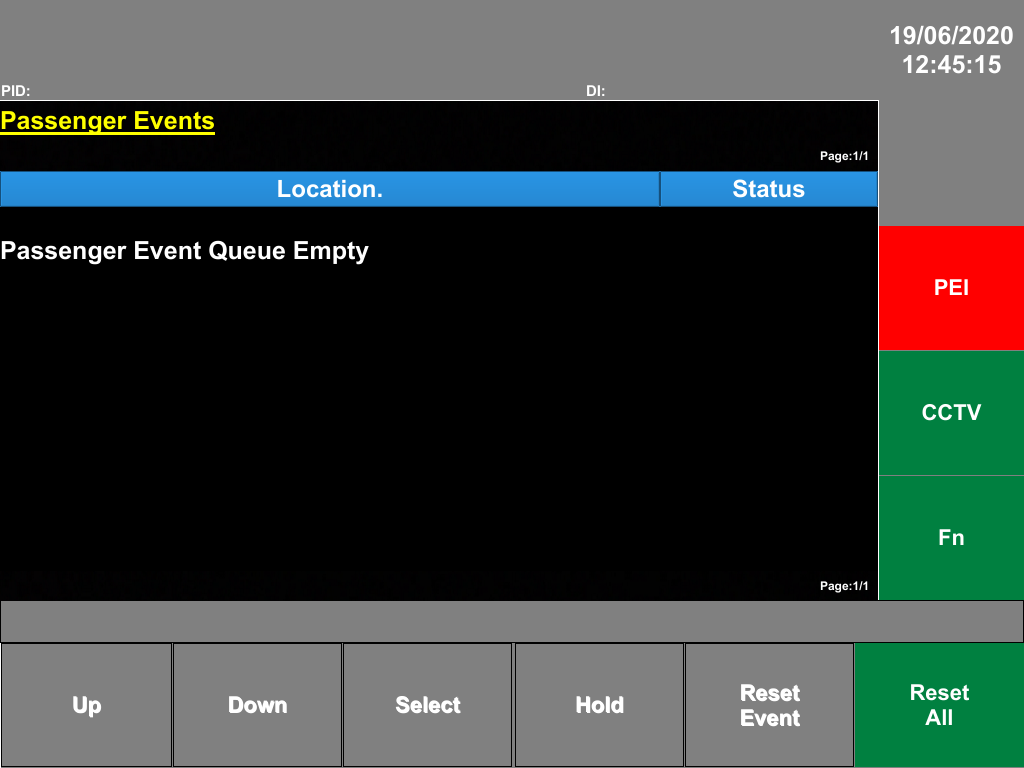 19/06/2020
12:45:15
PID:
DI:
Passenger Events
Page:1/1
Location.
Status
Passenger Event Queue Empty
PEI
CCTV
Fn
Page:1/1
Up
Down
Select
Hold
Reset
Event
Reset
All